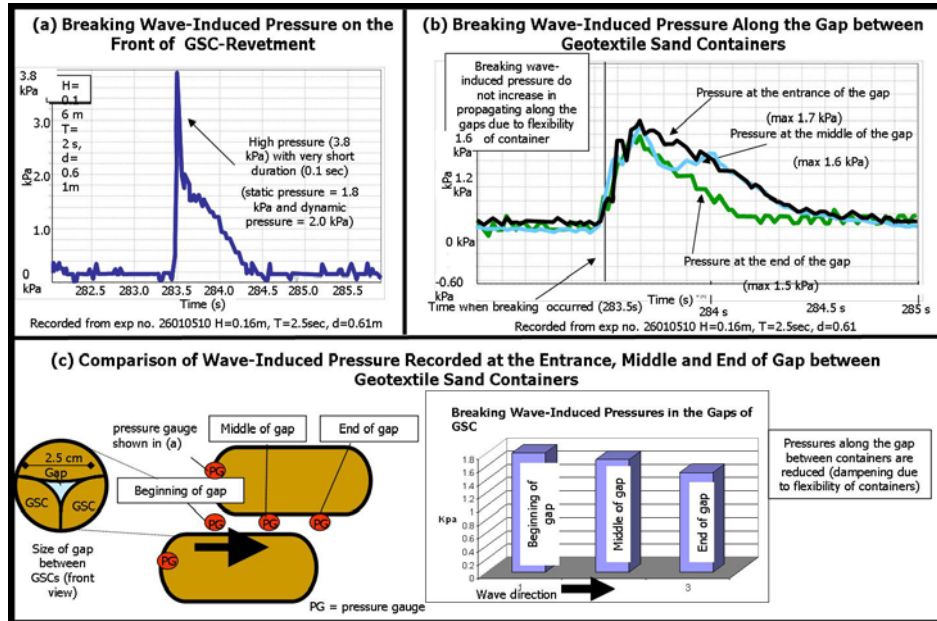 (a) Breaking Wave-Induced Pressure on the
Front of GSC-Revetment
3.8
kPa
3.0
kPa
2.0
1.0
0
kPa
H=
0.1
6 m
T=
2 s,
d=
0.6
1m
High pressure (3.8
kPa) with very short
duration (0.1 sec)
(static pressure = 1.8
kPa and dynamic
pressure = 2.0 kPa)
282.5 283 283.5 284 284.5 285 285.5
Time (s)
Recorded from exp no. 26010510 H=0.16m, T=2.5sec, d=0.61m
(b) Breaking Wave-Induced Pressure Along the Gap between
Geotextile Sand Containers
Breaking wave-
induced pressure do
not increase in
propagating along the
gaps due to flexibility
of container
1.6
kPa
kPa
0 kPa
-0.60
kPa
Pressure at the entrance of the gap
(max 1.7 kPa)
Pressure at the middle of the gap
(max 1.6 kPa)
Pressure at the end of the gap
(max 1.5 kPa)
Time when breaking occurred (283.5s)
Time (s)
284 s 284.5 s 285 s
Recorded from exp no. 26010510 H=0.16m, T=2.5sec, d=0.61
(c) Comparison of Wave-Induced Pressure Recorded at the Entrance, Middle and End of Gap between
Geotextile Sand Containers
2.5 cm
Gap
GSC GSC
Size of gap
between
GSCs (front
view)
pressure gauge
shown in (a)
Middle of gap
End of gap
Beginning of gap
PG
PG PG PG
PG
PG = pressure gauge
Breaking Wave-Induced Pressures in the Gaps of
GSC
1.8
1.6
1.4
1.2
1
0.8
0.6
0.4
0.2
0
Kpa
Beginning of
gap
Middle of gap
End of gap
1 3
Wave direction
Pressures along the gap
between containers are
reduced (dampening due
to flexibility of containers)